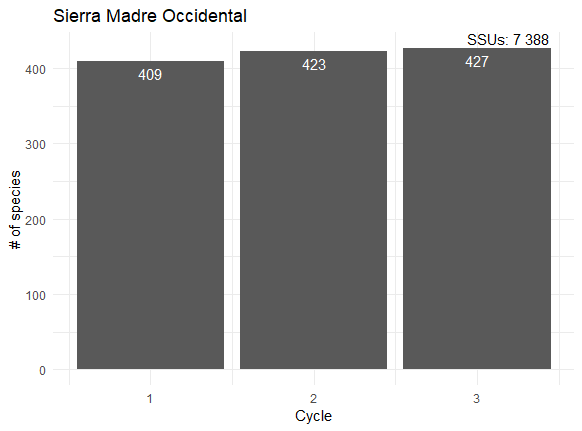 Sierra Madre Occidental
SSUs: 7 388
409
423
427
400
300
200
100
0
# of species
1
2
3
Cycle